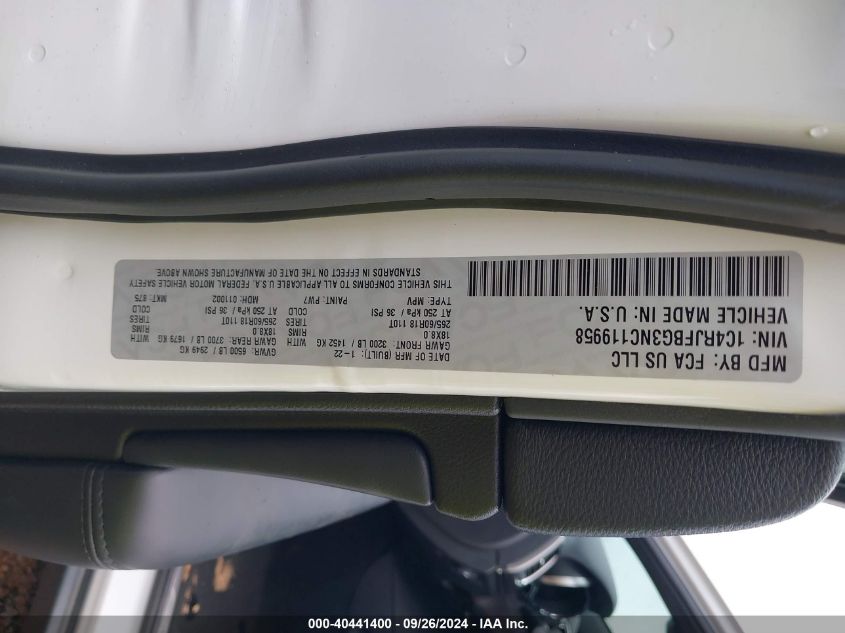 MFD BY: FCA US LLC
DATE OF MFR (BUILT): 1-22
GVWR: 6500 LB / 2949 KG
GAWR FRONT: 3200 LB / 1452 KG WITH
GAWR REAR: 3700 LB / 1679 KG WITH
18X8.0 RIMS
18X8.0 RIMS
265/60R18 110T TIRES
265/60R18 110T TIRES
AT 250 kPa / 36 PSI COLD
AT 250 kPa / 36 PSI COLD
VIN: 1C4RJFBG3NC119958
TYPE: MPV
PAINT: PW7
MDH: 011002
MKT: 875
VEHICLE MADE IN: U.S.A.
THIS VEHICLE CONFORMS TO ALL APPLICABLE U.S.A. FEDERAL MOTOR VEHICLE SAFETY
STANDARDS IN EFFECT ON THE DATE OF MANUFACTURE SHOWN ABOVE
000-40441400 - 09/26/2024 - IAA Inc.